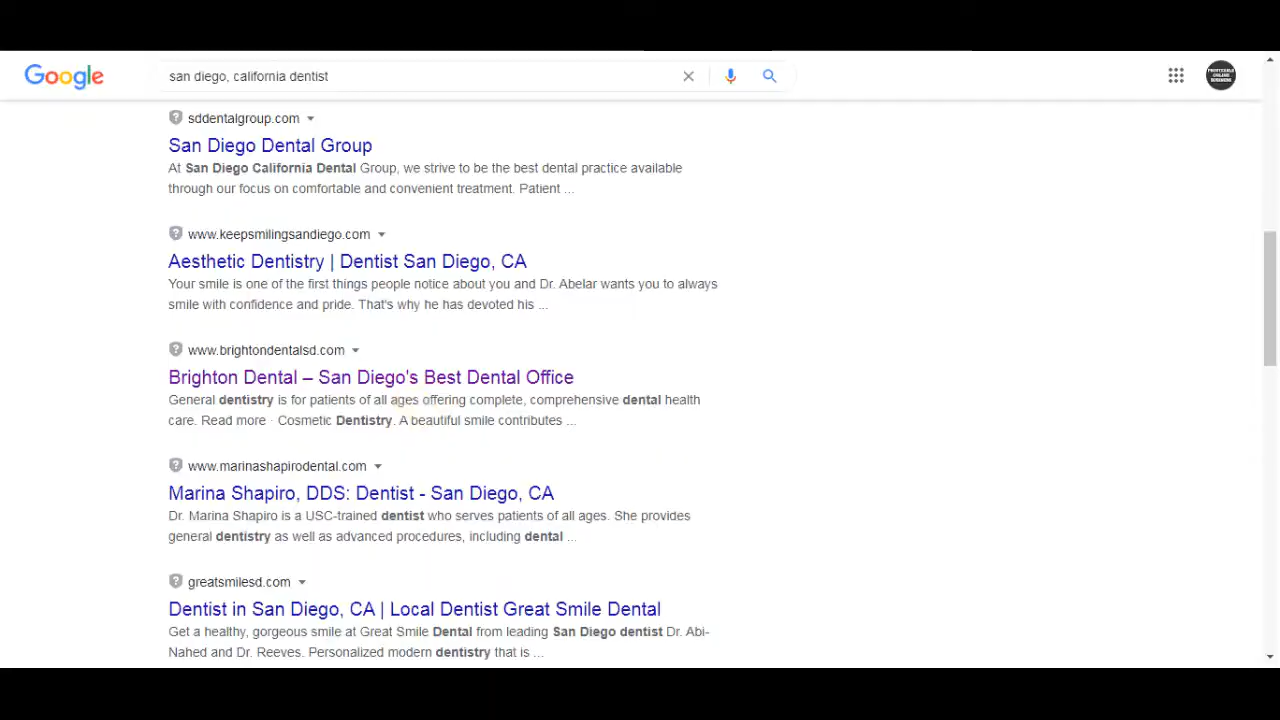 Google
san diego, california dentist
PROFITABLE ONLINE BUSINESS
sddentalgroup.com
San Diego Dental Group
At San Diego California Dental Group, we strive to be the best dental practice available
through our focus on comfortable and convenient treatment. Patient ...
www.keepsmilingsandiego.com
Aesthetic Dentistry | Dentist San Diego, CA
Your smile is one of the first things people notice about you and Dr. Abelar wants you to always
smile with confidence and pride. That's why he has devoted his ...
www.brightondentalsd.com
Brighton Dental – San Diego's Best Dental Office
General dentistry is for patients of all ages offering complete, comprehensive dental health
care. Read more · Cosmetic Dentistry. A beautiful smile contributes ...
www.marinashapirodental.com
Marina Shapiro, DDS: Dentist - San Diego, CA
Dr. Marina Shapiro is a USC-trained dentist who serves patients of all ages. She provides
general dentistry as well as advanced procedures, including dental ...
greatsmilesd.com
Dentist in San Diego, CA | Local Dentist Great Smile Dental
Get a healthy, gorgeous smile at Great Smile Dental from leading San Diego dentist Dr. Abi-
Nahed and Dr. Reeves. Personalized modern dentistry that is ...